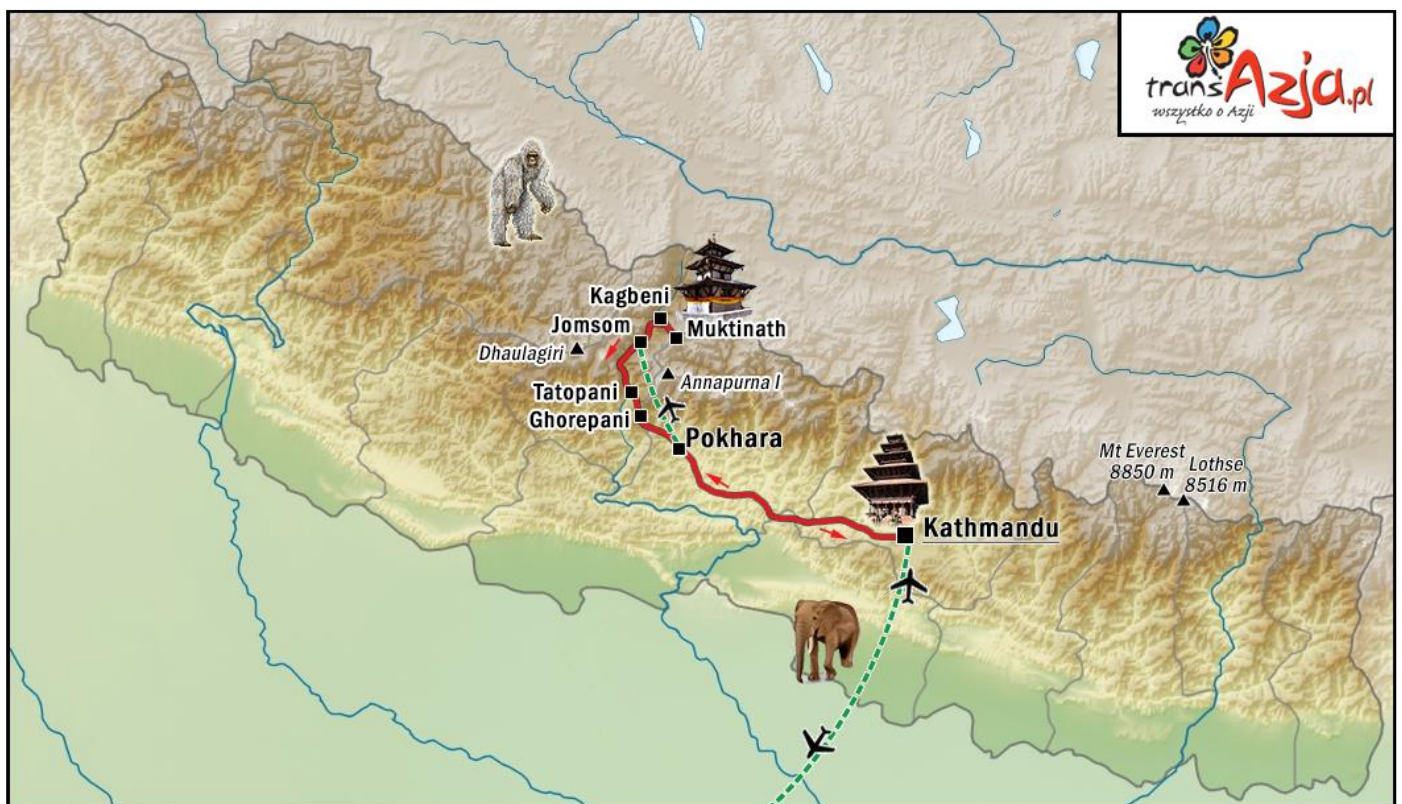 transAzja.pl
wszystko o Azji
Kagbeni
Jomsom
Muktinath
Dhaulagiri
Annapurna I
Tatopani
Ghorepani
Pokhara
Mt Everest
8850 m
Lothse
8516 m
Kathmandu